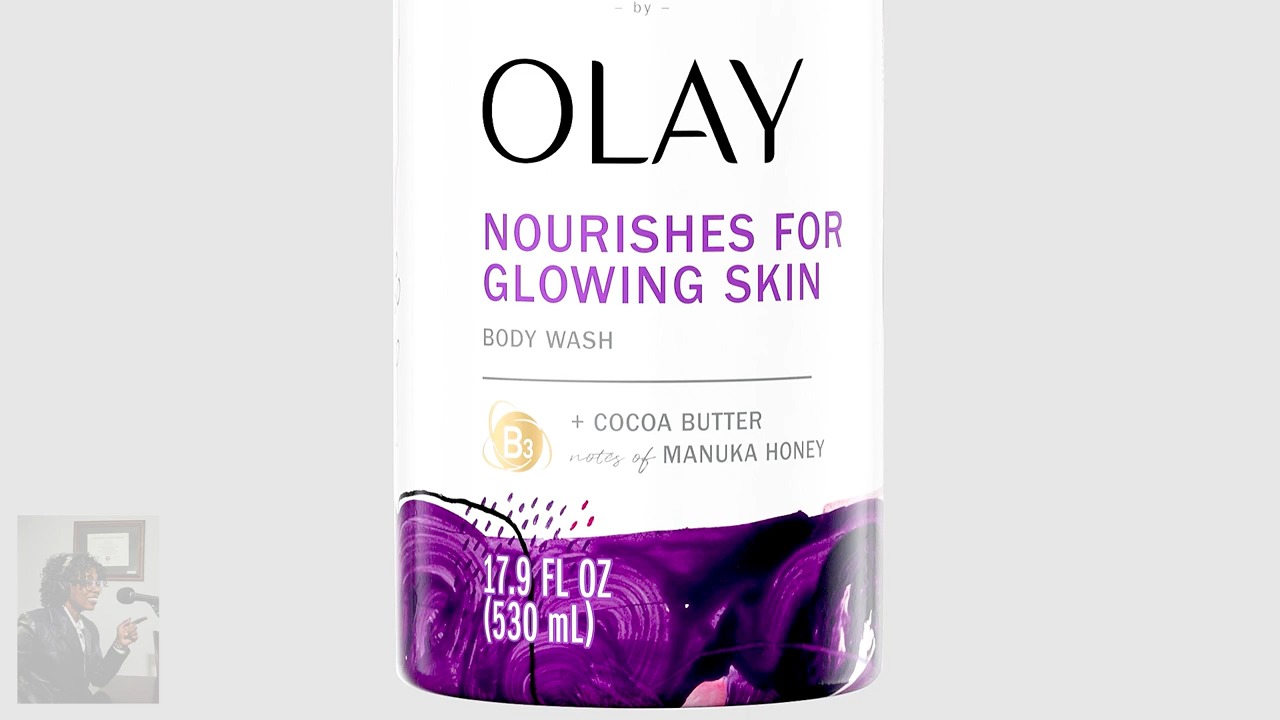 – by –
OLAY
NOURISHES FOR
GLOWING SKIN
BODY WASH
B3
+ COCOA BUTTER
notes of MANUKA HONEY
17.9 FL OZ
(530 mL)